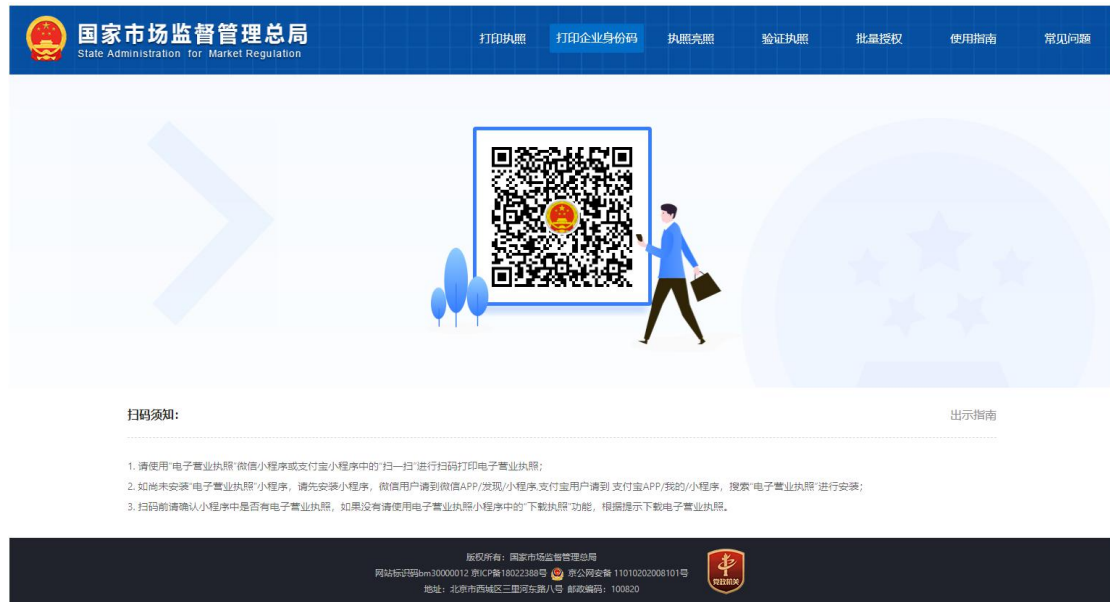 国家市场监督管理总局
State Administration for Market Regulation
打印执照 打印企业身份码 执照亮照 验证执照 批量授权 使用指南 常见问题
扫码须知：
出示指南
1. 请使用“电子营业执照”微信小程序或支付宝小程序中的“扫一扫”进行扫码打印电子营业执照；
2. 如尚未安装“电子营业执照”小程序，请先安装小程序，微信用户请到微信APP/发现/小程序.支付宝用户请到 支付宝APP/我的/小程序，搜索“电子营业执照”进行安装；
3. 扫码前请确认小程序中是否有电子营业执照，如果没有请使用电子营业执照小程序中的“下载执照”功能，根据提示下载电子营业执照。
版权所有：国家市场监督管理总局
网站标识码bm30000012 京ICP备18022388号 京公网安备 11010202008101号
地址：北京市西城区三里河东路八号 邮政编码：100820
党政机关